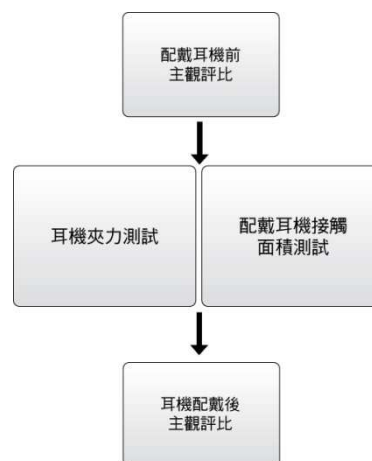 配戴耳機前
主觀評比
耳機夾力測試
配戴耳機接觸
面積測試
耳機配戴後
主觀評比